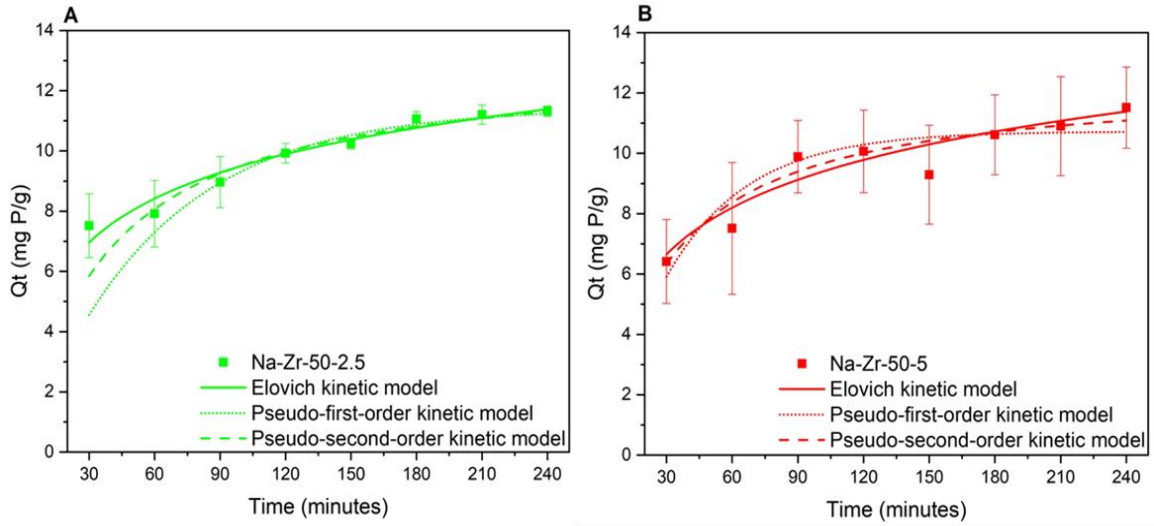 A
14
12
10
8
6
4
2
0
Qt (mg P/g)
Na-Zr-50-2.5
Elovich kinetic model
Pseudo-first-order kinetic model
Pseudo-second-order kinetic model
30 60 90 120 150 180 210 240
Time (minutes)
B
14
12
10
8
6
4
2
0
Qt (mg P/g)
Na-Zr-50-5
Elovich kinetic model
Pseudo-first-order kinetic model
Pseudo-second-order kinetic model
30 60 90 120 150 180 210 240
Time (minutes)